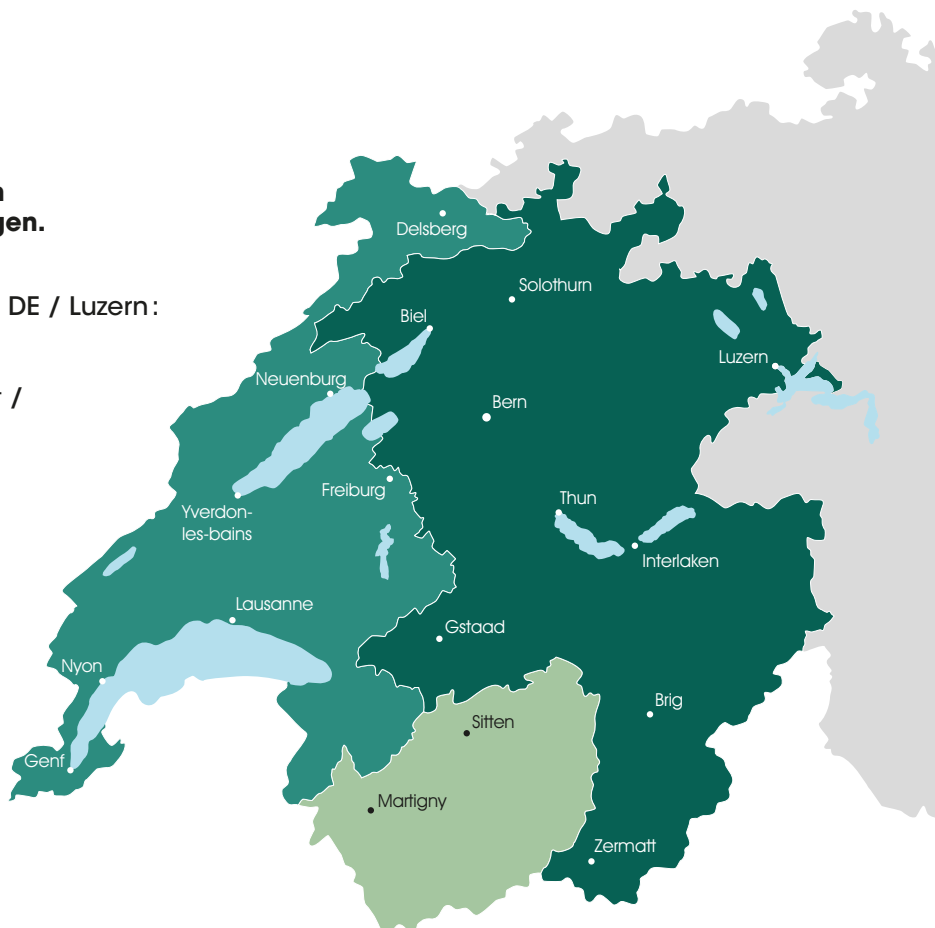 n
gen.
DE / Luzern :
/
Delsberg
Solothurn
Biel
Luzern
Neuenburg
Bern
Freiburg
Thun
Yverdon-
les-bains
Interlaken
Lausanne
Gstaad
Nyon
Brig
Sitten
Genf
Martigny
Zermatt